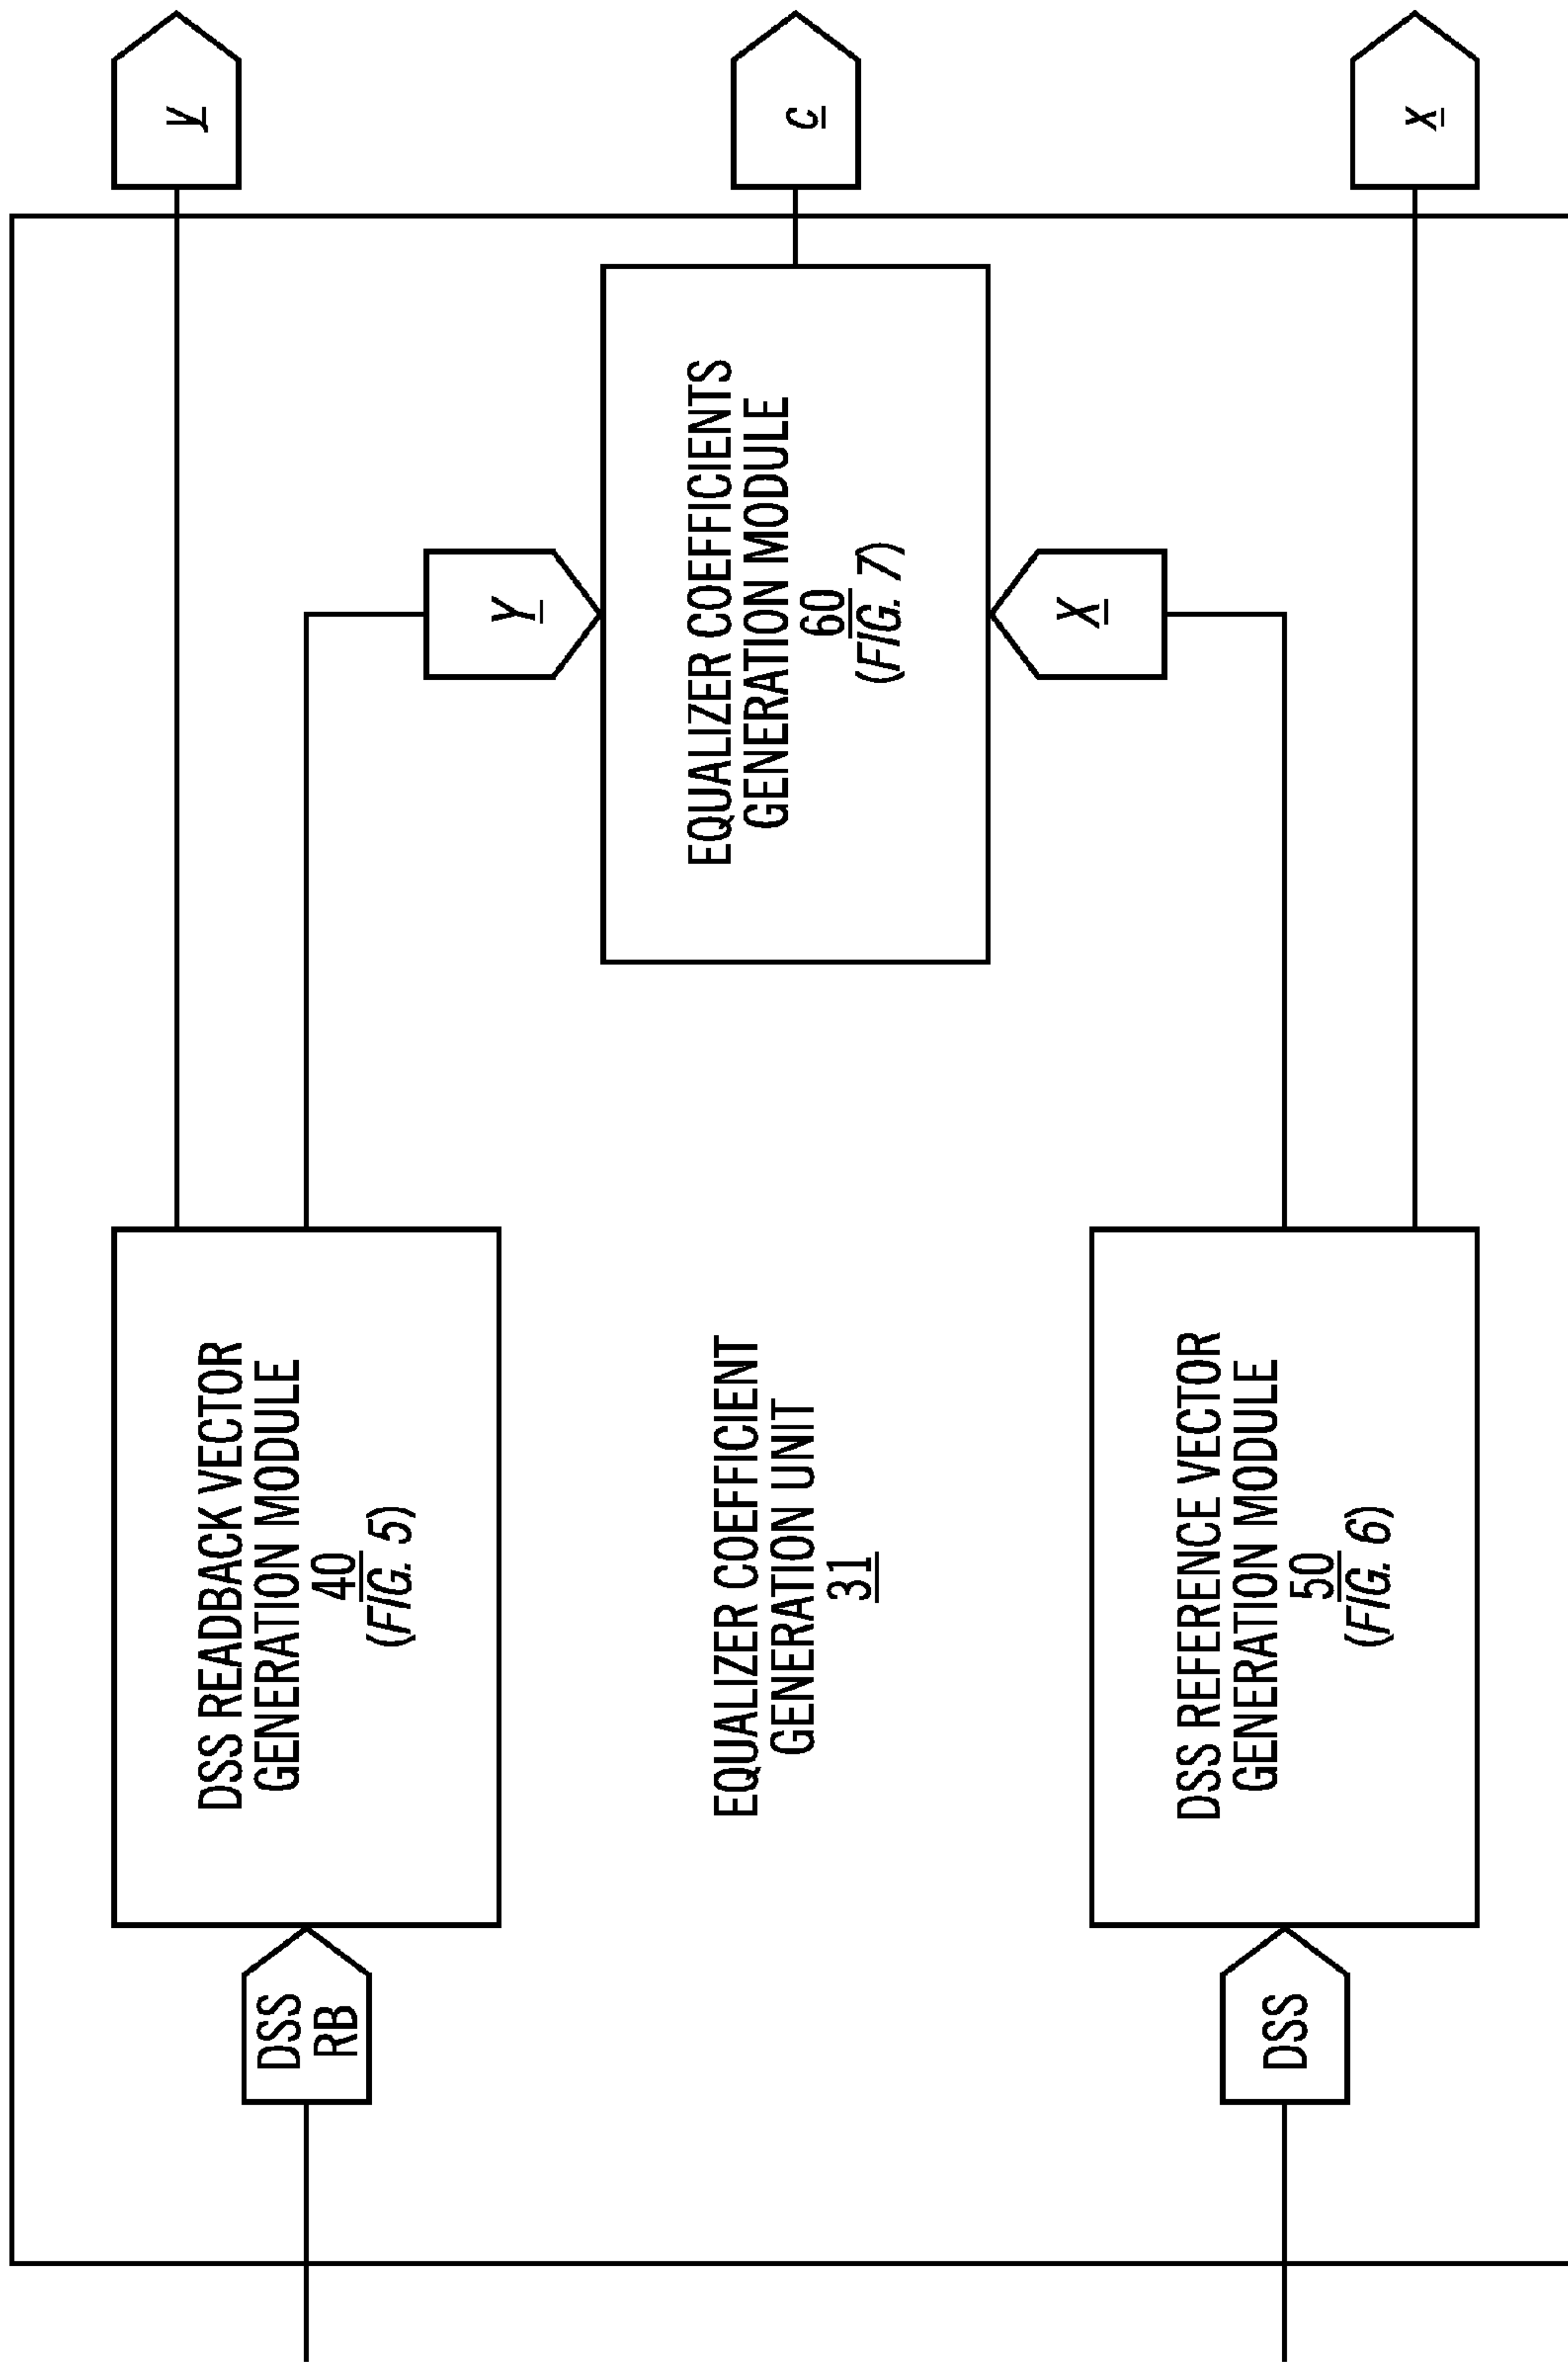 DSS
RB
DSS READBACK VECTOR
GENERATION MODULE
40
(FIG. 5)
y
Y
EQUALIZER COEFFICIENTS
GENERATION MODULE
60
(FIG. 7)
c
EQUALIZER COEFFICIENT
GENERATION UNIT
31
X
DSS
DSS REFERENCE VECTOR
GENERATION MODULE
50
(FIG. 6)
x